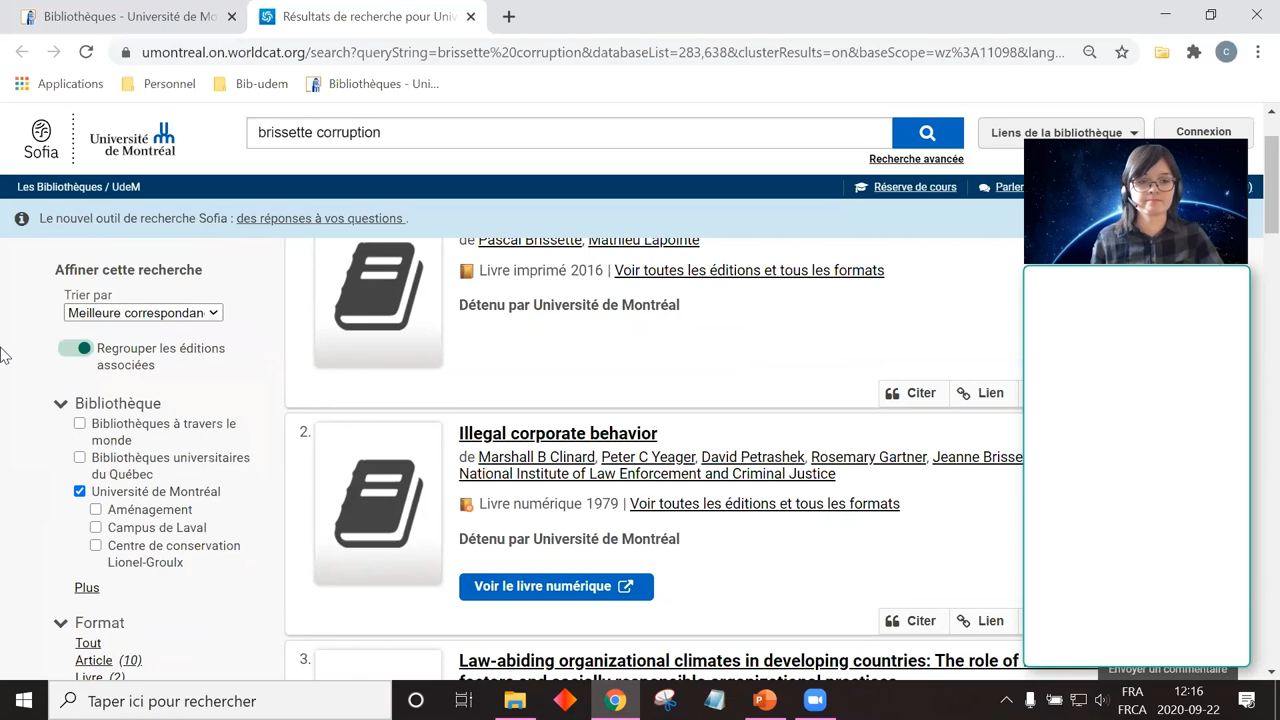 Bibliothèques - Université de Mo
Résultats de recherche pour Univ
umontreal.on.worldcat.org/search?queryString=brissette%20corruption&databaseList=283,638&clusterResults=on&baseScope=wz%3A11098&lang...
C
Applications
Personnel
Bib-udem
Bibliothèques - Uni...
Sofia
Université de Montréal
brissette corruption
Liens de la bibliothèque
Connexion
Recherche avancée
Les Bibliothèques / UdeM
Réserve de cours
Parler
)
Le nouvel outil de recherche Sofia : des réponses à vos questions .
Affiner cette recherche
Trier par
Meilleure correspondan
Regrouper les éditions
associées
Bibliothèque
Bibliothèques à travers le
monde
Bibliothèques universitaires
du Québec
Université de Montréal
Aménagement
Campus de Laval
Centre de conservation
Lionel-Groulx
Plus
Format
Tout
Article (10)
Livre (2)
de Pascal Brissette, Mathieu Lapointe
Livre imprimé 2016 | Voir toutes les éditions et tous les formats
Détenu par Université de Montréal
Citer
Lien
2.
Illegal corporate behavior
de Marshall B Clinard, Peter C Yeager, David Petrashek, Rosemary Gartner, Jeanne Brisse
National Institute of Law Enforcement and Criminal Justice
Livre numérique 1979 | Voir toutes les éditions et tous les formats
Détenu par Université de Montréal
Voir le livre numérique
Citer
Lien
3.
Law-abiding organizational climates in developing countries: The role of
factors and socially responsible organizational practices
Envoyer un commentaire
Taper ici pour rechercher
FRA
FRCA
12:16
2020-09-22